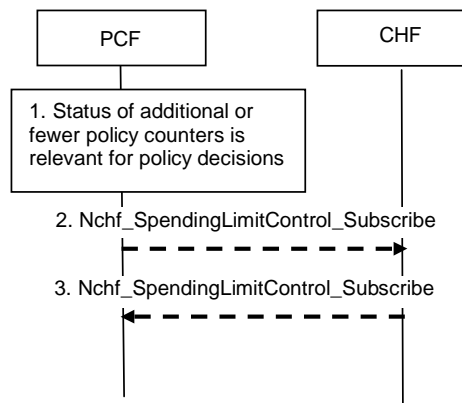 PCF
CHF
1. Status of additional or
fewer policy counters is
relevant for policy decisions
2. Nchf_SpendingLimitControl_Subscribe
3. Nchf_SpendingLimitControl_Subscribe